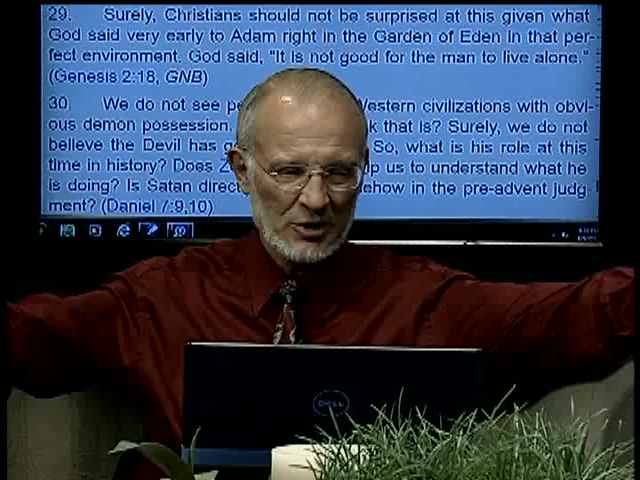 29. Surely, Christians should not be surprised at this given what
God said very early to Adam right in the Garden of Eden in that per-
fect environment. God said, "It is not good for the man to live alone."
(Genesis 2:18, GNB)
30. We do not see Western civilizations with obvi-
ous demon possession. that is? Surely, we do not
believe the Devil has So, what is his role at this
time in history? Does up us to understand what he
is doing? Is Satan in the pre-advent judg-
ment? (Daniel 7:9,10)
DELL